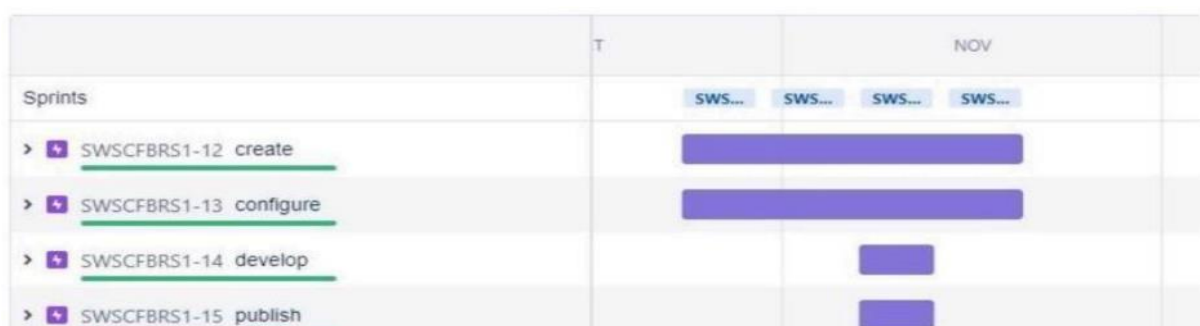 T NOV
Sprints SWS... SWS... SWS... SWS...
SWSCFBRS1-12 create
SWSCFBRS1-13 configure
SWSCFBRS1-14 develop
SWSCFBRS1-15 publish